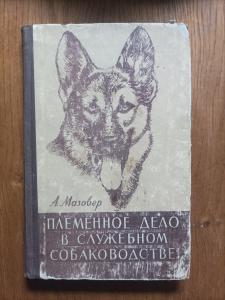 А. Мазовер
ПЛЕМЕННОЕ ДЕЛО
В СЛУЖЕБНОМ
СОБАКОВОДСТВЕ